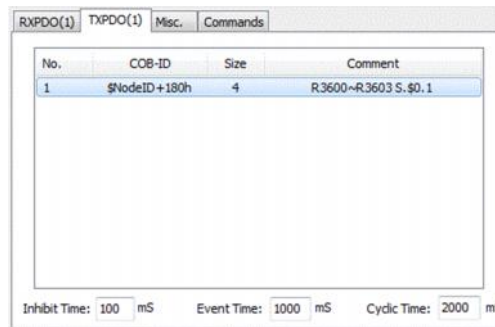 RXPDO(1) TXPDO(1) Misc. Commands
No. COB-ID Size Comment
1 $NodeID+180h 4 R3600~R3603 S.$0.1
Inhibit Time: 100 mS Event Time: 1000 mS Cyclic Time: 2000 m